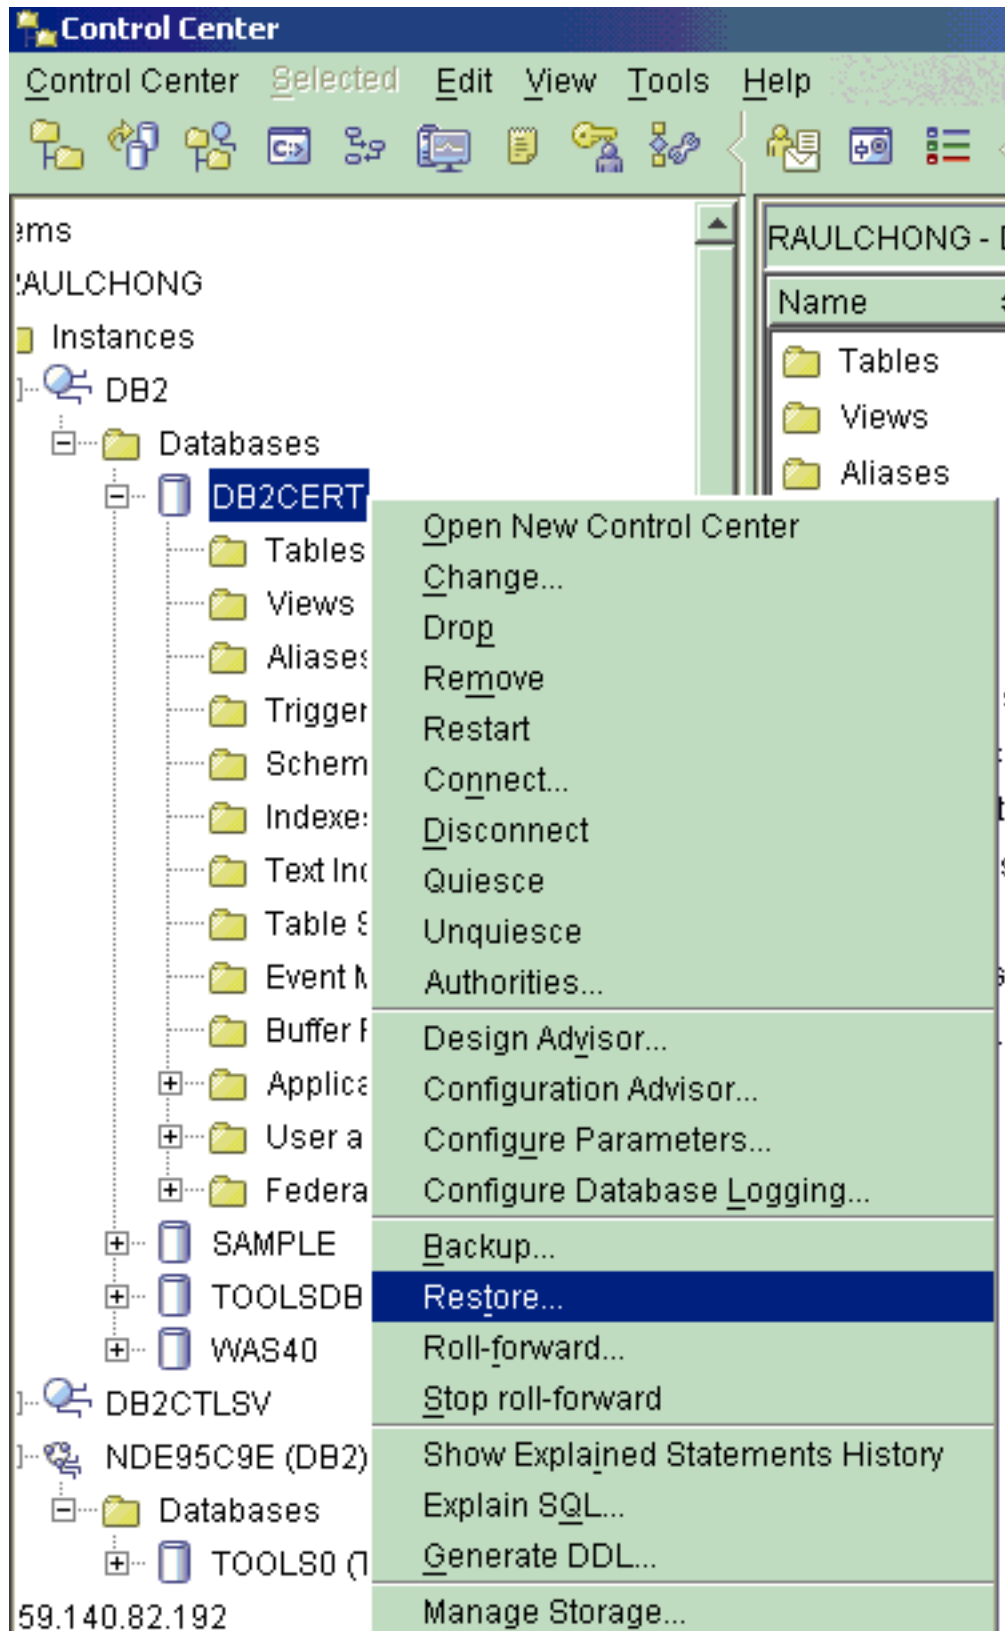 Control Center
Control Center Selected Edit View Tools Help
ems
RAULCHONG - 
AULCHONG
Name
Instances
Tables
DB2
Views
Databases
Aliases
DB2CERT
Tables
Views
Aliases
Trigger
Schem
Indexe
Text Ind
Table S
Event M
Buffer P
Applica
User a
Federa
SAMPLE
TOOLSDB
WAS40
DB2CTLSV
NDE95C9E (DB2)
Databases
TOOLS0 (T
59.140.82.192
Open New Control Center
Change...
Drop
Remove
Restart
Connect...
Disconnect
Quiesce
Unquiesce
Authorities...
Design Advisor...
Configuration Advisor...
Configure Parameters...
Configure Database Logging...
Backup...
Restore...
Roll-forward...
Stop roll-forward
Show Explained Statements History
Explain SQL...
Generate DDL...
Manage Storage...